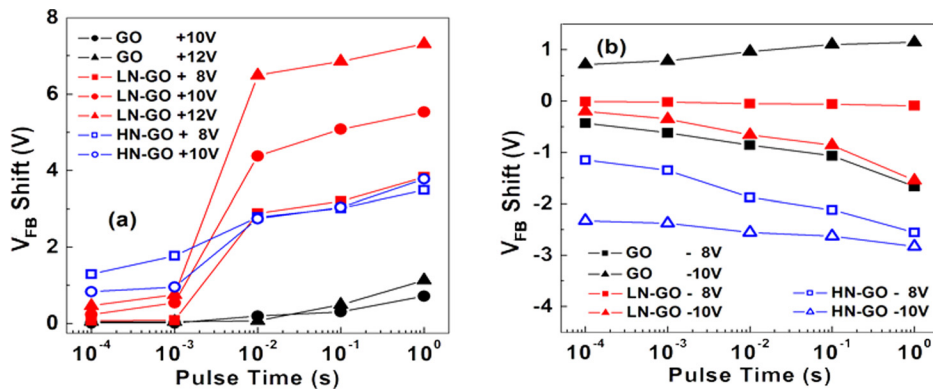 8
6
4
2
0
V_FB Shift (V)
GO +10V
GO +12V
LN-GO + 8V
LN-GO +10V
LN-GO +12V
HN-GO + 8V
HN-GO +10V
(a)
10^-4 10^-3 10^-2 10^-1 10^0
Pulse Time (s)
(b)
1
0
-1
-2
-3
-4
V_FB Shift (V)
GO - 8V
GO -10V
LN-GO - 8V
LN-GO -10V
HN-GO - 8V
HN-GO -10V
10^-4 10^-3 10^-2 10^-1 10^0
Pulse Time (s)